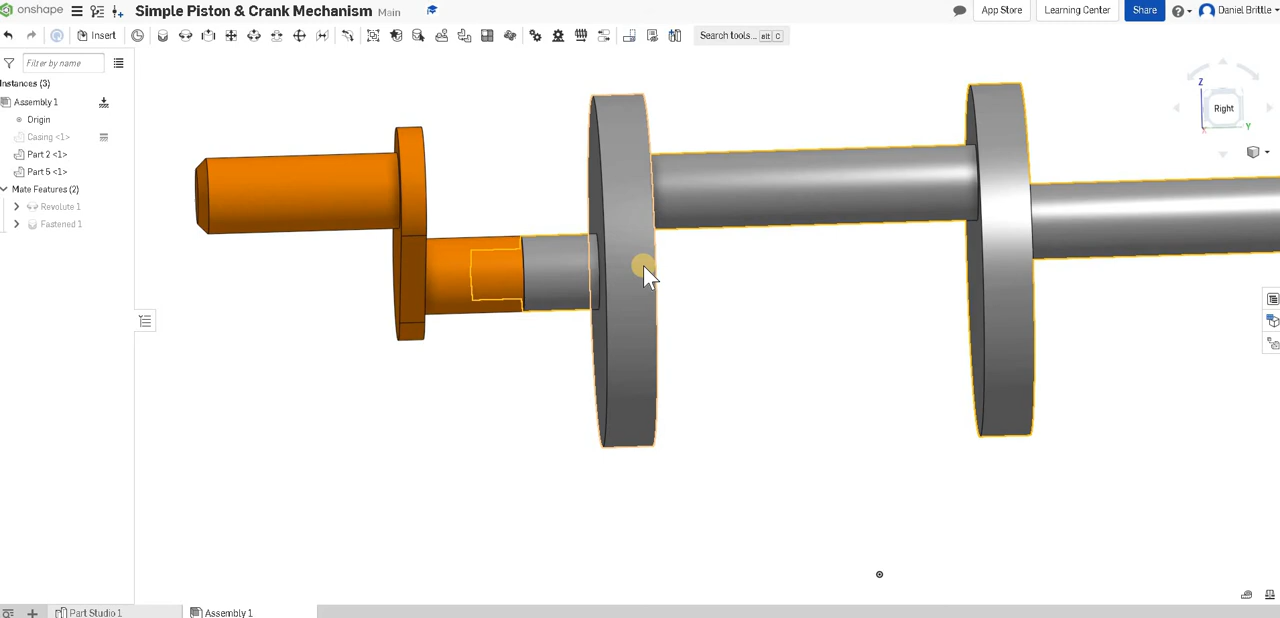 onshape Simple Piston & Crank Mechanism Main App Store Learning Center Share Daniel Brittle
Insert Search tools... alt C
Filter by name
Instances (3)
Assembly 1
Origin
Casing <1>
Part 2 <1>
Part 5 <1>
Mate Features (2)
Revolute 1
Fastened 1
Z
Right
Y
X
Part Studio 1 Assembly 1